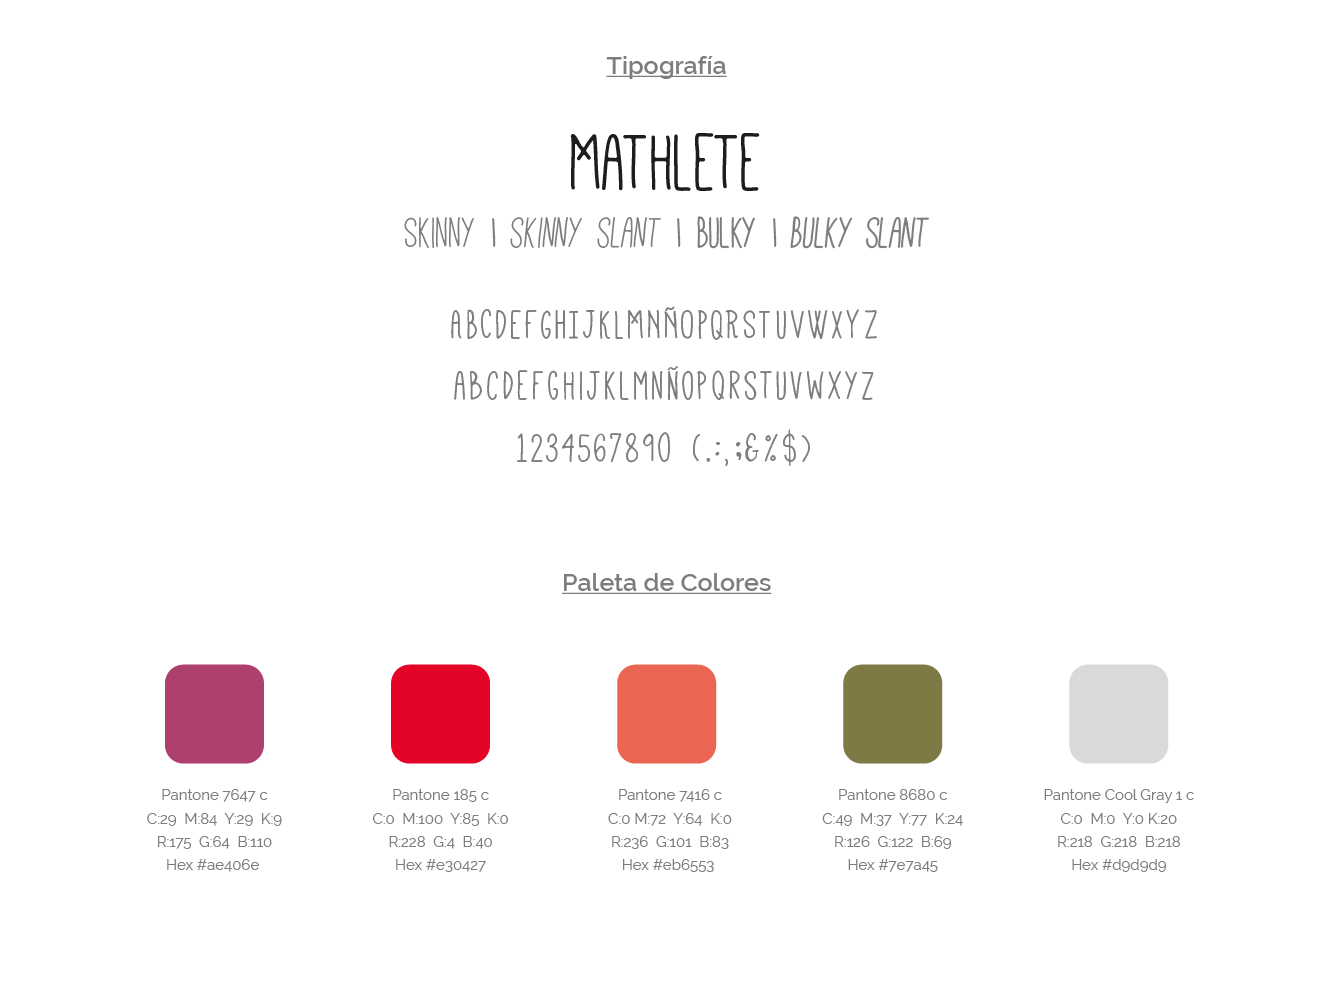 Tipografía
MATHLETE
SKINNY | SKINNY SLANT | BULKY | BULKY SLANT
ABCDEFGHIJKLMNÑOPQRSTUVWXYZ
ABCDEFGHIJKLMNÑOPQRSTUVWXYZ
1234567890 (.:,;&%$)
Paleta de Colores
Pantone 7647 c
C:29 M:84 Y:29 K:9
R:175 G:64 B:110
Hex #ae406e
Pantone 185 c
C:0 M:100 Y:85 K:0
R:228 G:4 B:40
Hex #e30427
Pantone 7416 c
C:0 M:72 Y:64 K:0
R:236 G:101 B:83
Hex #eb6553
Pantone 8680 c
C:49 M:37 Y:77 K:24
R:126 G:122 B:69
Hex #7e7a45
Pantone Cool Gray 1 c
C:0 M:0 Y:0 K:20
R:218 G:218 B:218
Hex #d9d9d9